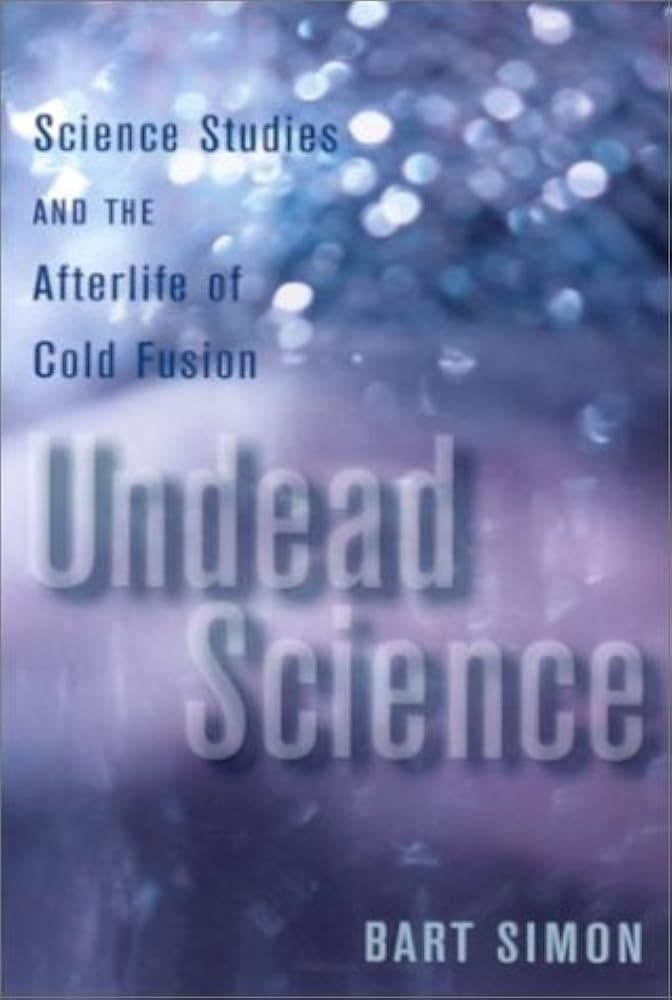 Science Studies
AND THE
Afterlife of
Cold Fusion
Undead
Science
BART SIMON